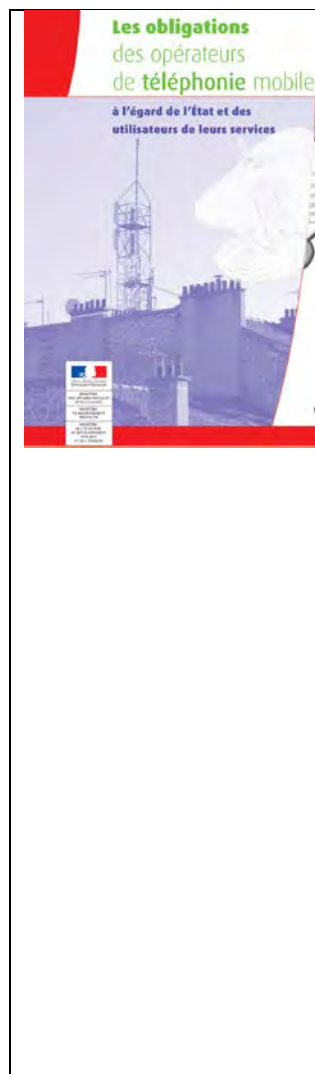 Les obligations
des opérateurs
de téléphonie mobile
à l'égard de l'État et des
utilisateurs de leurs services